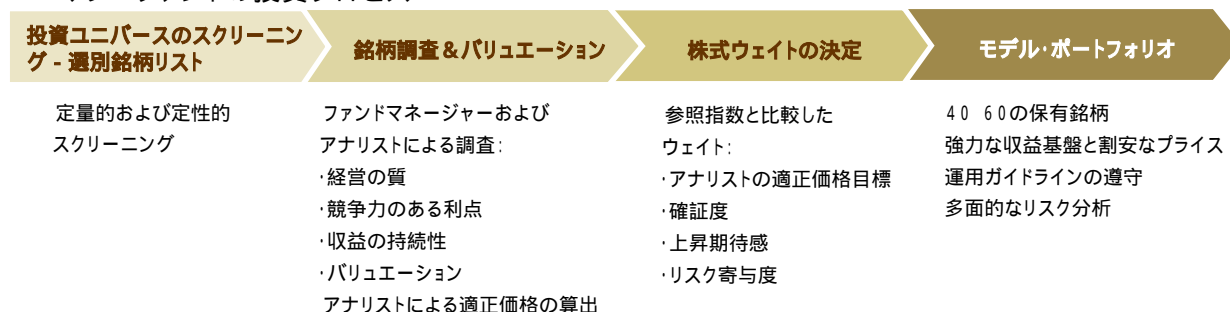 投資ユニバースのスクリーニン
グ - 選別銘柄リスト
銘柄調査＆バリュエーション
株式ウェイトの決定
モデル・ポートフォリオ
定量的および定性的
スクリーニング
ファンドマネージャーおよび
アナリストによる調査:
・経営の質
・競争力のある利点
・収益の持続性
・バリュエーション
アナリストによる適正価格の算出
参照指数と比較した
ウェイト:
・アナリストの適正価格目標
・確証度
・上昇期待感
・リスク寄与度
40 60の保有銘柄
強力な収益基盤と割安なプライス
運用ガイドラインの遵守
多面的なリスク分析